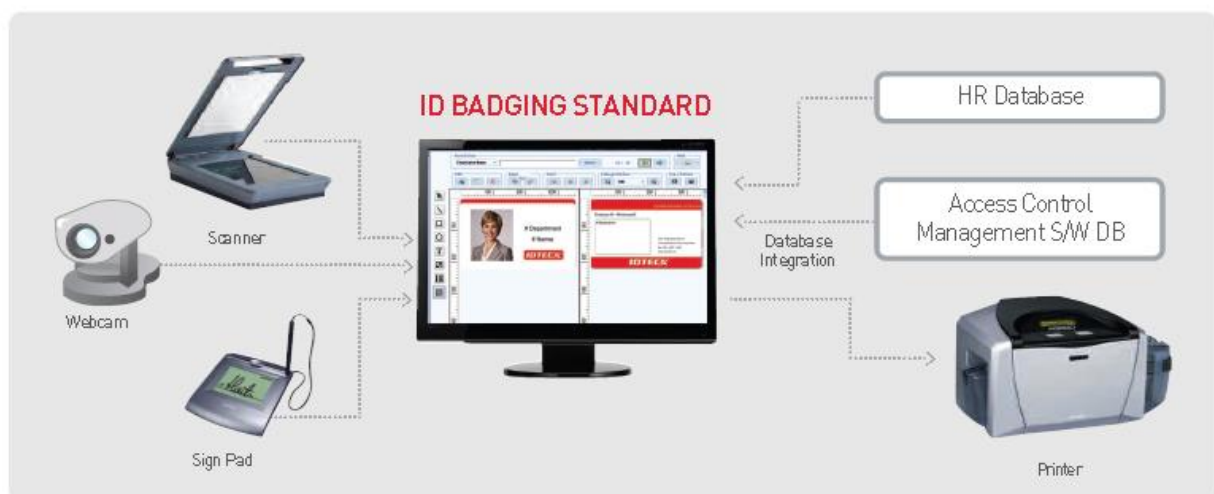 ID BADGING STANDARD
HR Database
Access Control
Management S/W DB
Database
Integration
Scanner
Webcam
Sign Pad
Printer
# Department
# Name
IDTECK
IDTECK